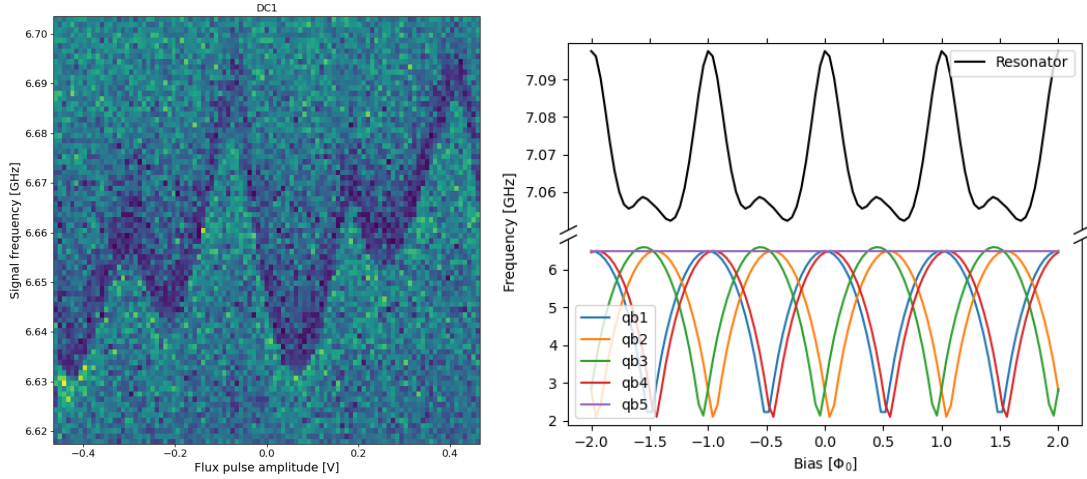 DC1
6.70
6.69
6.68
6.67
6.66
6.65
6.64
6.63
6.62
Signal frequency [GHz]
−0.4
−0.2
0.0
0.2
0.4
Flux pulse amplitude [V]
Resonator
7.09
7.08
7.07
7.06
Frequency [GHz]
6
5
4
3
2
qb1
qb2
qb3
qb4
qb5
−2.0
−1.5
−1.0
−0.5
0.0
0.5
1.0
1.5
2.0
Bias [Φ₀]